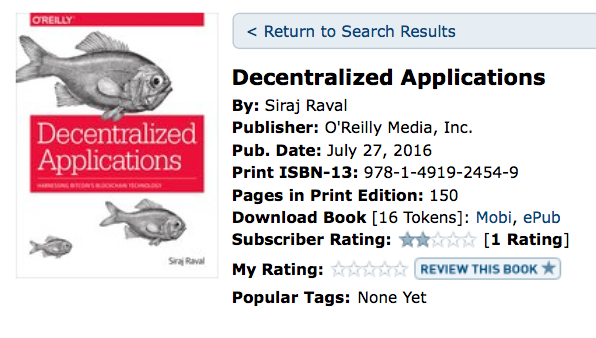 O'REILLY®
Decentralized
Applications
HARNESSING BITCOIN'S BLOCKCHAIN TECHNOLOGY
Siraj Raval
< Return to Search Results
Decentralized Applications
By: Siraj Raval
Publisher: O'Reilly Media, Inc.
Pub. Date: July 27, 2016
Print ISBN-13: 978-1-4919-2454-9
Pages in Print Edition: 150
Download Book [16 Tokens]: Mobi, ePub
Subscriber Rating: [1 Rating]
My Rating: REVIEW THIS BOOK
Popular Tags: None Yet